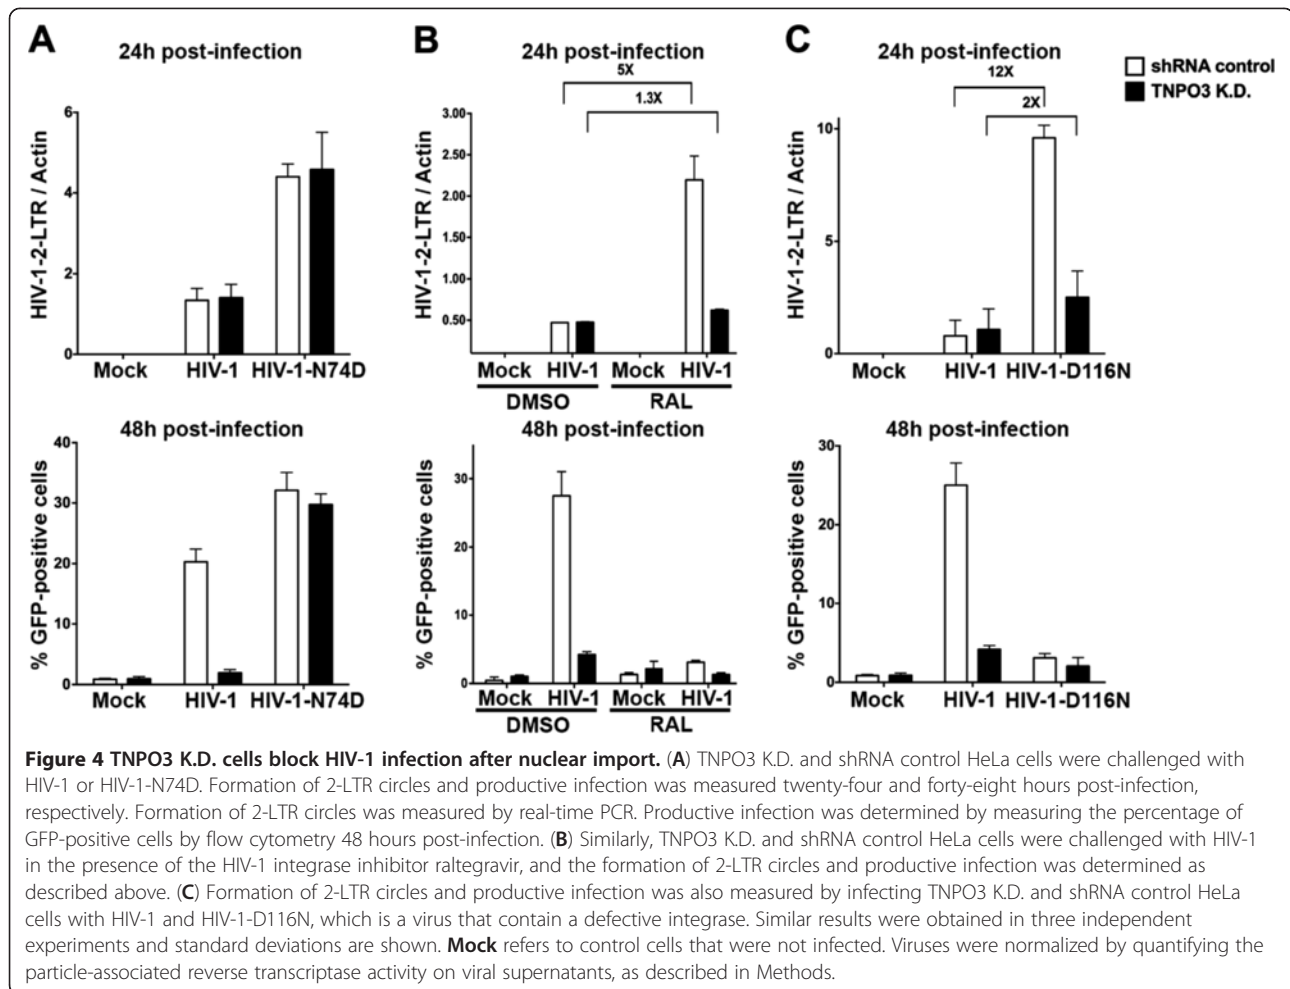 A
24h post-infection
HIV-1-2-LTR / Actin
6
4
2
0
Mock HIV-1 HIV-1-N74D
48h post-infection
% GFP-positive cells
40
30
20
10
0
Mock HIV-1 HIV-1-N74D
B
24h post-infection
5X
1.3X
HIV-1-2-LTR / Actin
3.00
2.50
2.00
1.00
0.50
Mock HIV-1 Mock HIV-1
DMSO RAL
48h post-infection
% GFP-positive cells
30
20
10
0
Mock HIV-1 Mock HIV-1
DMSO RAL
C
24h post-infection
12X
2X
HIV-1-2-LTR / Actin
10
5
0
Mock HIV-1 HIV-1-D116N
48h post-infection
% GFP-positive cells
30
20
10
0
Mock HIV-1 HIV-1-D116N
shRNA control
TNPO3 K.D.
Figure 4 TNPO3 K.D. cells block HIV-1 infection after nuclear import. (A) TNPO3 K.D. and shRNA control HeLa cells were challenged with
HIV-1 or HIV-1-N74D. Formation of 2-LTR circles and productive infection was measured twenty-four and forty-eight hours post-infection,
respectively. Formation of 2-LTR circles was measured by real-time PCR. Productive infection was determined by measuring the percentage of
GFP-positive cells by flow cytometry 48 hours post-infection. (B) Similarly, TNPO3 K.D. and shRNA control HeLa cells were challenged with HIV-1
in the presence of the HIV-1 integrase inhibitor raltegravir, and the formation of 2-LTR circles and productive infection was determined as
described above. (C) Formation of 2-LTR circles and productive infection was also measured by infecting TNPO3 K.D. and shRNA control HeLa
cells with HIV-1 and HIV-1-D116N, which is a virus that contain a defective integrase. Similar results were obtained in three independent
experiments and standard deviations are shown. Mock refers to control cells that were not infected. Viruses were normalized by quantifying the
particle-associated reverse transcriptase activity on viral supernatants, as described in Methods.